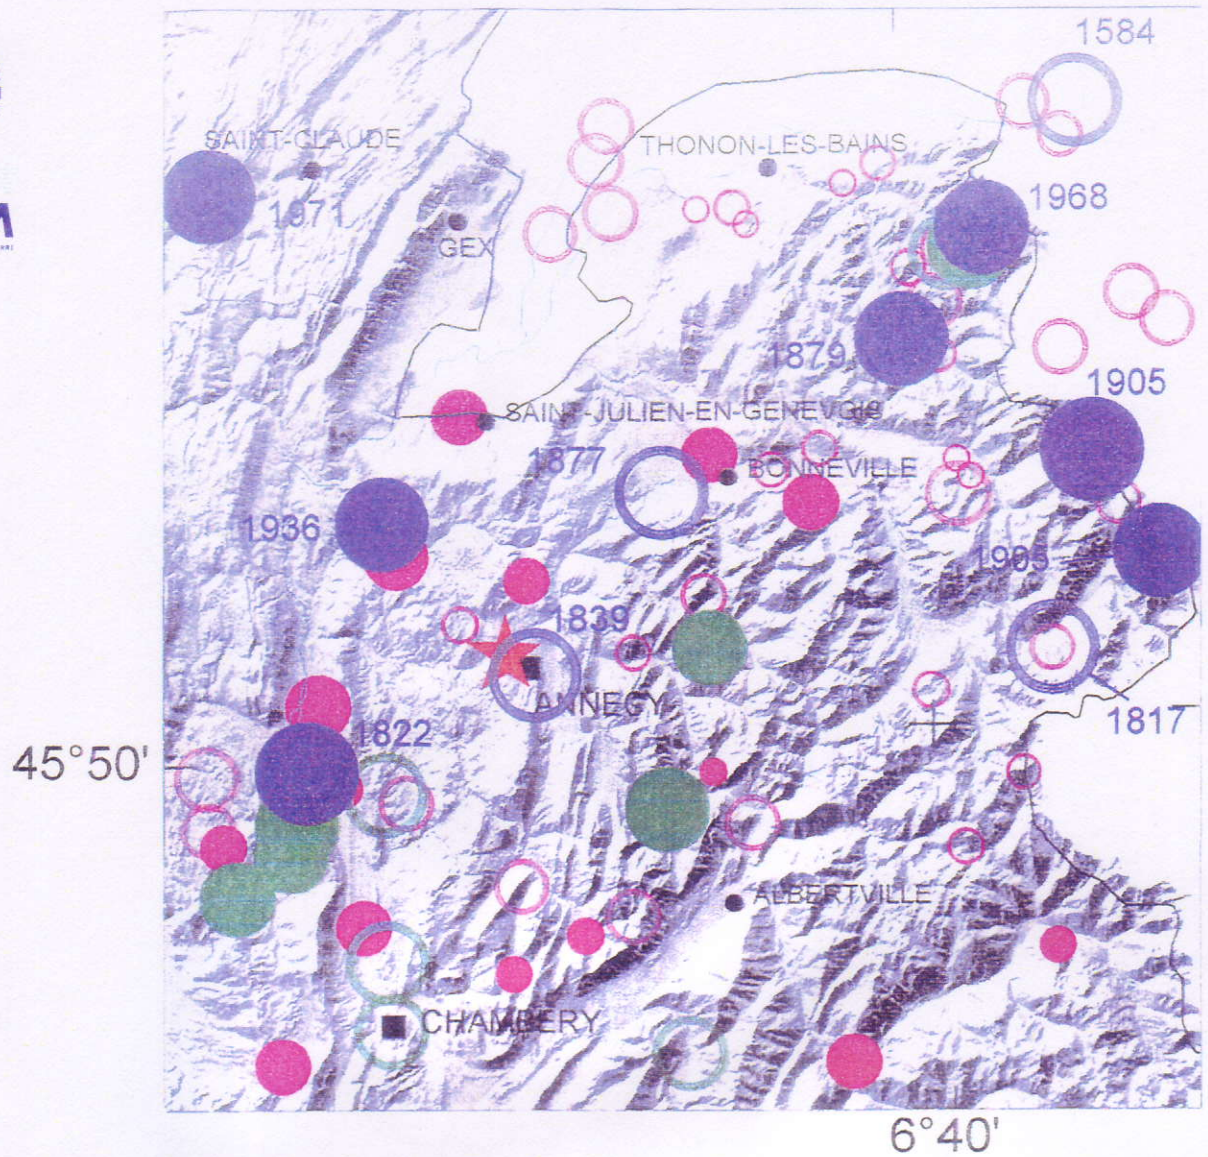 1584
SAINT-CLAUDE
THONON-LES-BAINS
1971
1968
GEX
1879
1905
SAINT-JULIEN-EN-GENEVOIS
1877
BONNEVILLE
1936
1905
1839
ANNECY
1817
1822
45°50'
ALBERTVILLE
CHAMBERY
6°40'